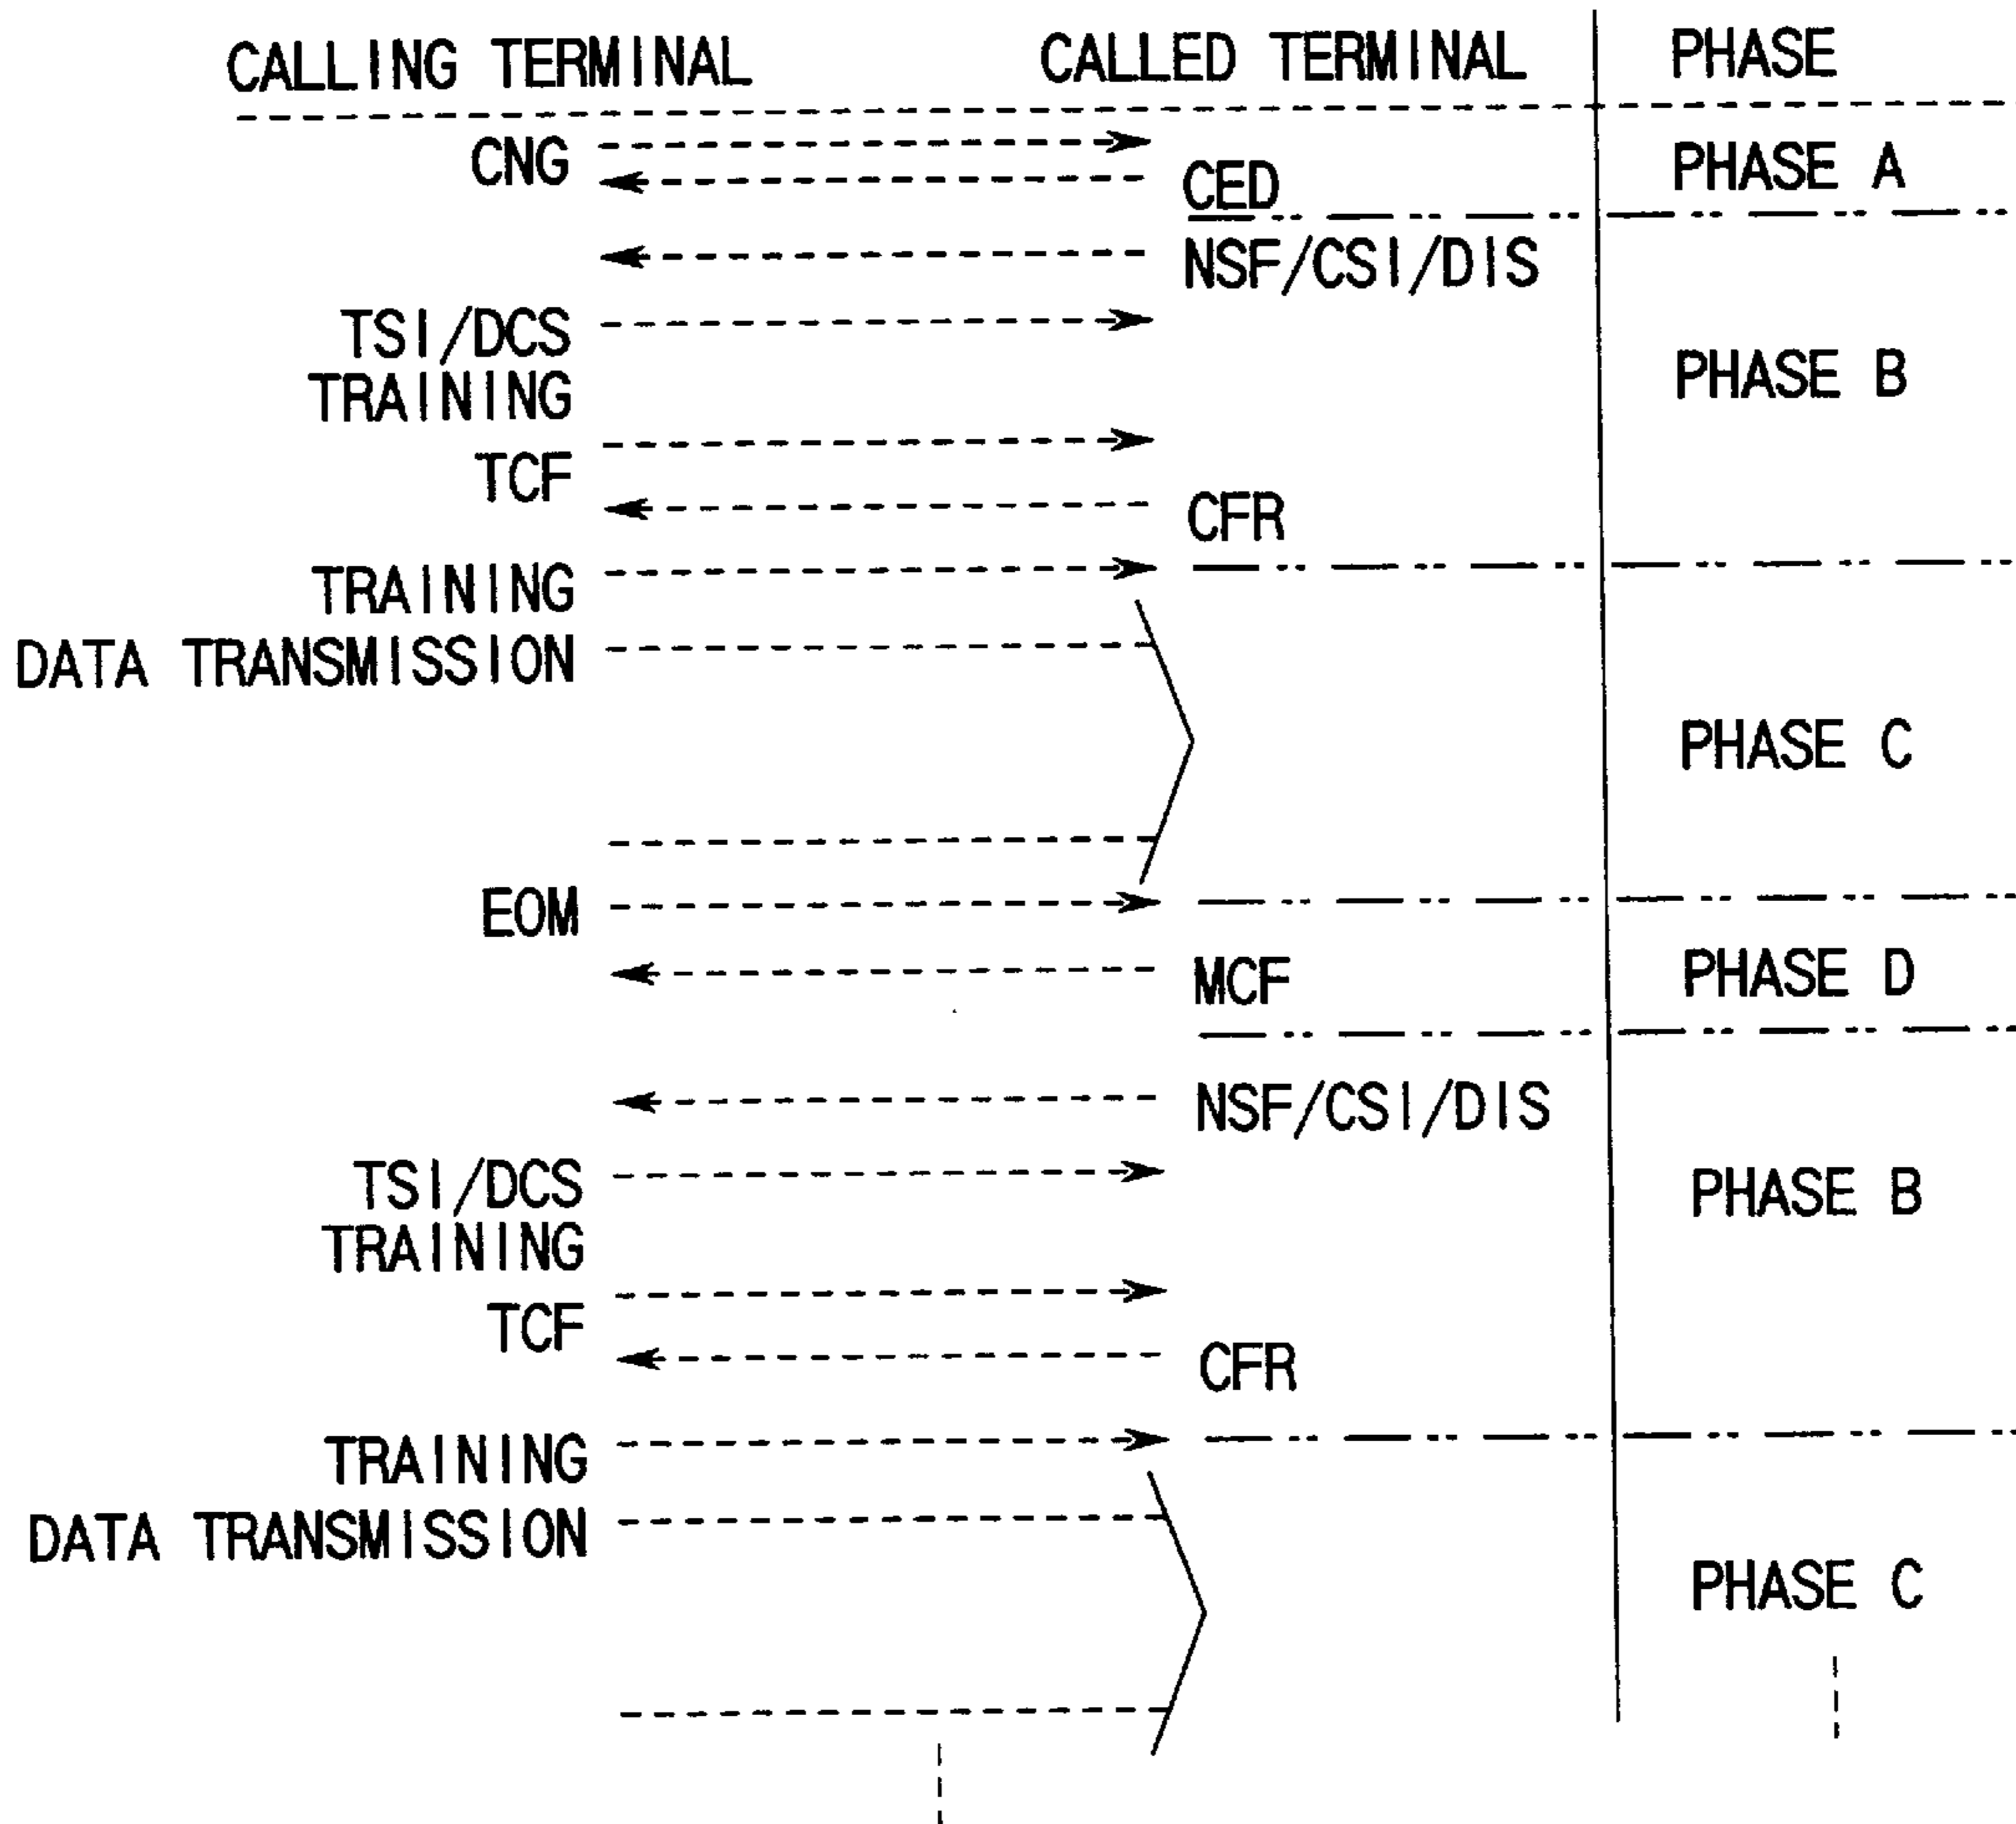 CALLING TERMINAL CALLED TERMINAL PHASE
CNG PHASE A
CED
NSF/CSI/DIS
TSI/DCS
TRAINING PHASE B
TCF
CFR
TRAINING
DATA TRANSMISSION
PHASE C
EOM
MCF PHASE D
NSF/CSI/DIS
TSI/DCS PHASE B
TRAINING
TCF
CFR
TRAINING
DATA TRANSMISSION
PHASE C